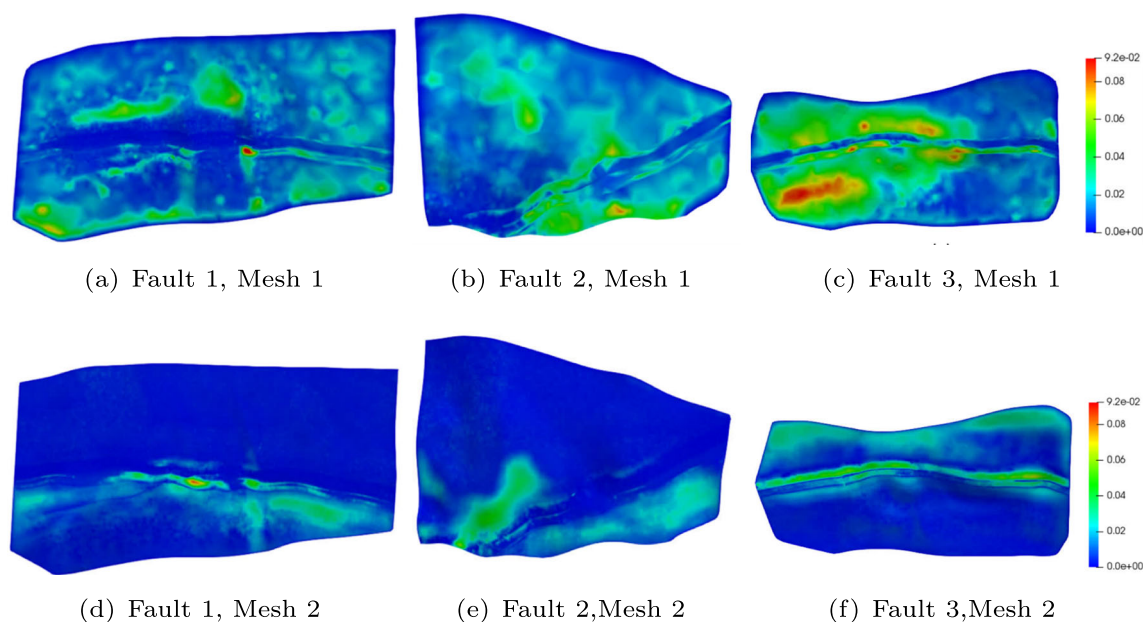 9.2e-02
0.08
0.06
0.04
0.02
0.0e+00
(a) Fault 1, Mesh 1 (b) Fault 2, Mesh 1 (c) Fault 3, Mesh 1
9.2e-02
0.08
0.06
0.04
0.02
0.0e+00
(d) Fault 1, Mesh 2 (e) Fault 2,Mesh 2 (f) Fault 3,Mesh 2